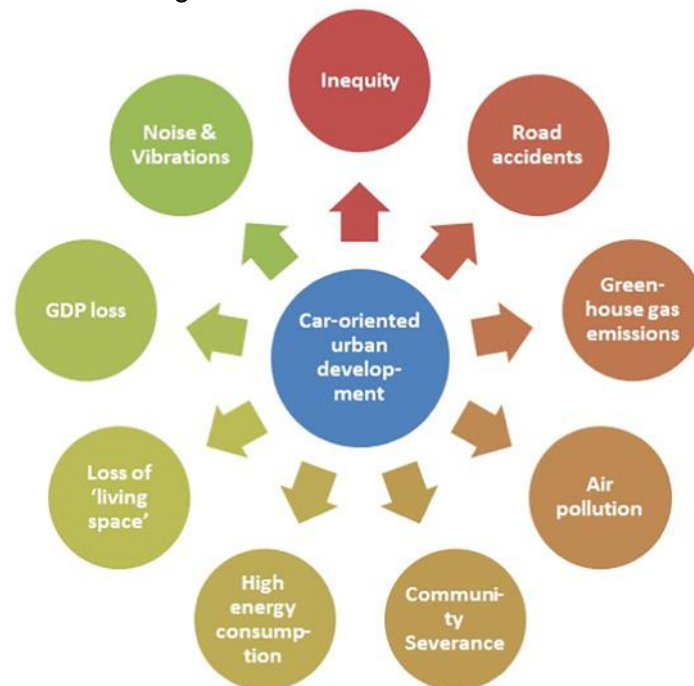 Inequity
Road
accidents
Green-
house gas
emissions
Air
pollution
Communi-
ty
Severance
High
energy
consump-
tion
Loss of
‘living
space’
GDP loss
Noise &
Vibrations
Car-oriented
urban
develop-
ment